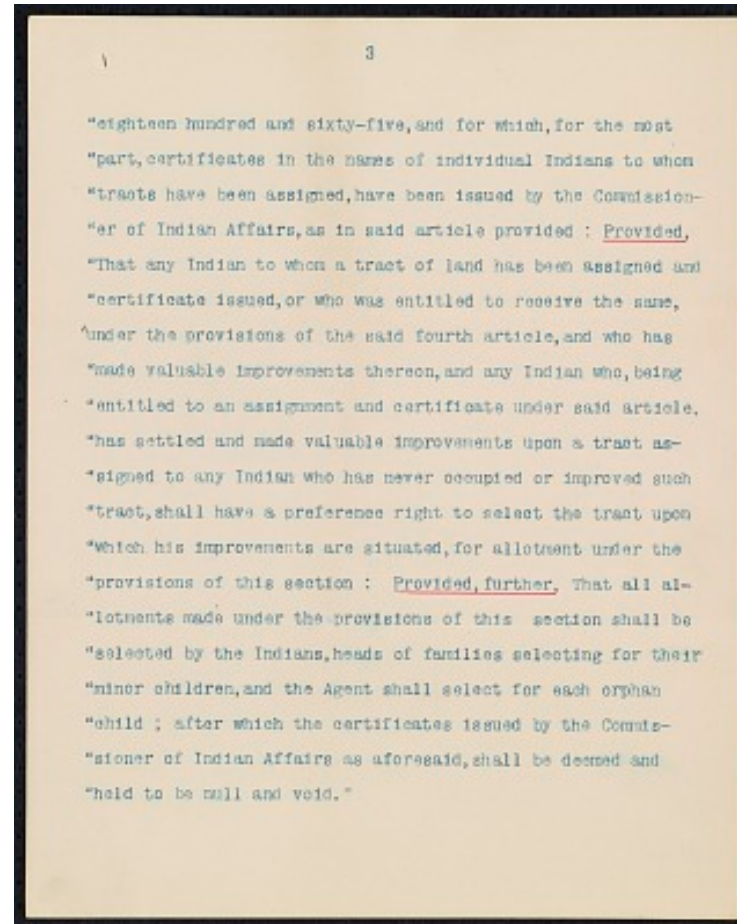 3
"eighteen hundred and sixty-five,and for which,for the most
"part,certificates in the names of individual Indians to whom
"tracts have been assigned,have been issued by the Commission-
"er of Indian Affairs,as in said article provided : Provided,
"That any Indian to whom a tract of land has been assigned and
"certificate issued,or who was entitled to receive the same,
"under the provisions of the said fourth article,and who has
"made valuable improvements thereon,and any Indian who,being
"entitled to an assignment and certificate under said article,
"has settled and made valuable improvements upon a tract as-
"signed to any Indian who has never occupied or improved such
"tract,shall have a preference right to select the tract upon
"which his improvements are situated,for allotment under the
"provisions of this section : Provided,further, That all al-
"lotments made under the provisions of this section shall be
"selected by the Indians,heads of families selecting for their
"minor children,and the Agent shall select for each orphan
"child ; after which the certificates issued by the Commis-
"sioner of Indian Affairs as aforesaid,shall be deemed and
"held to be null and void."